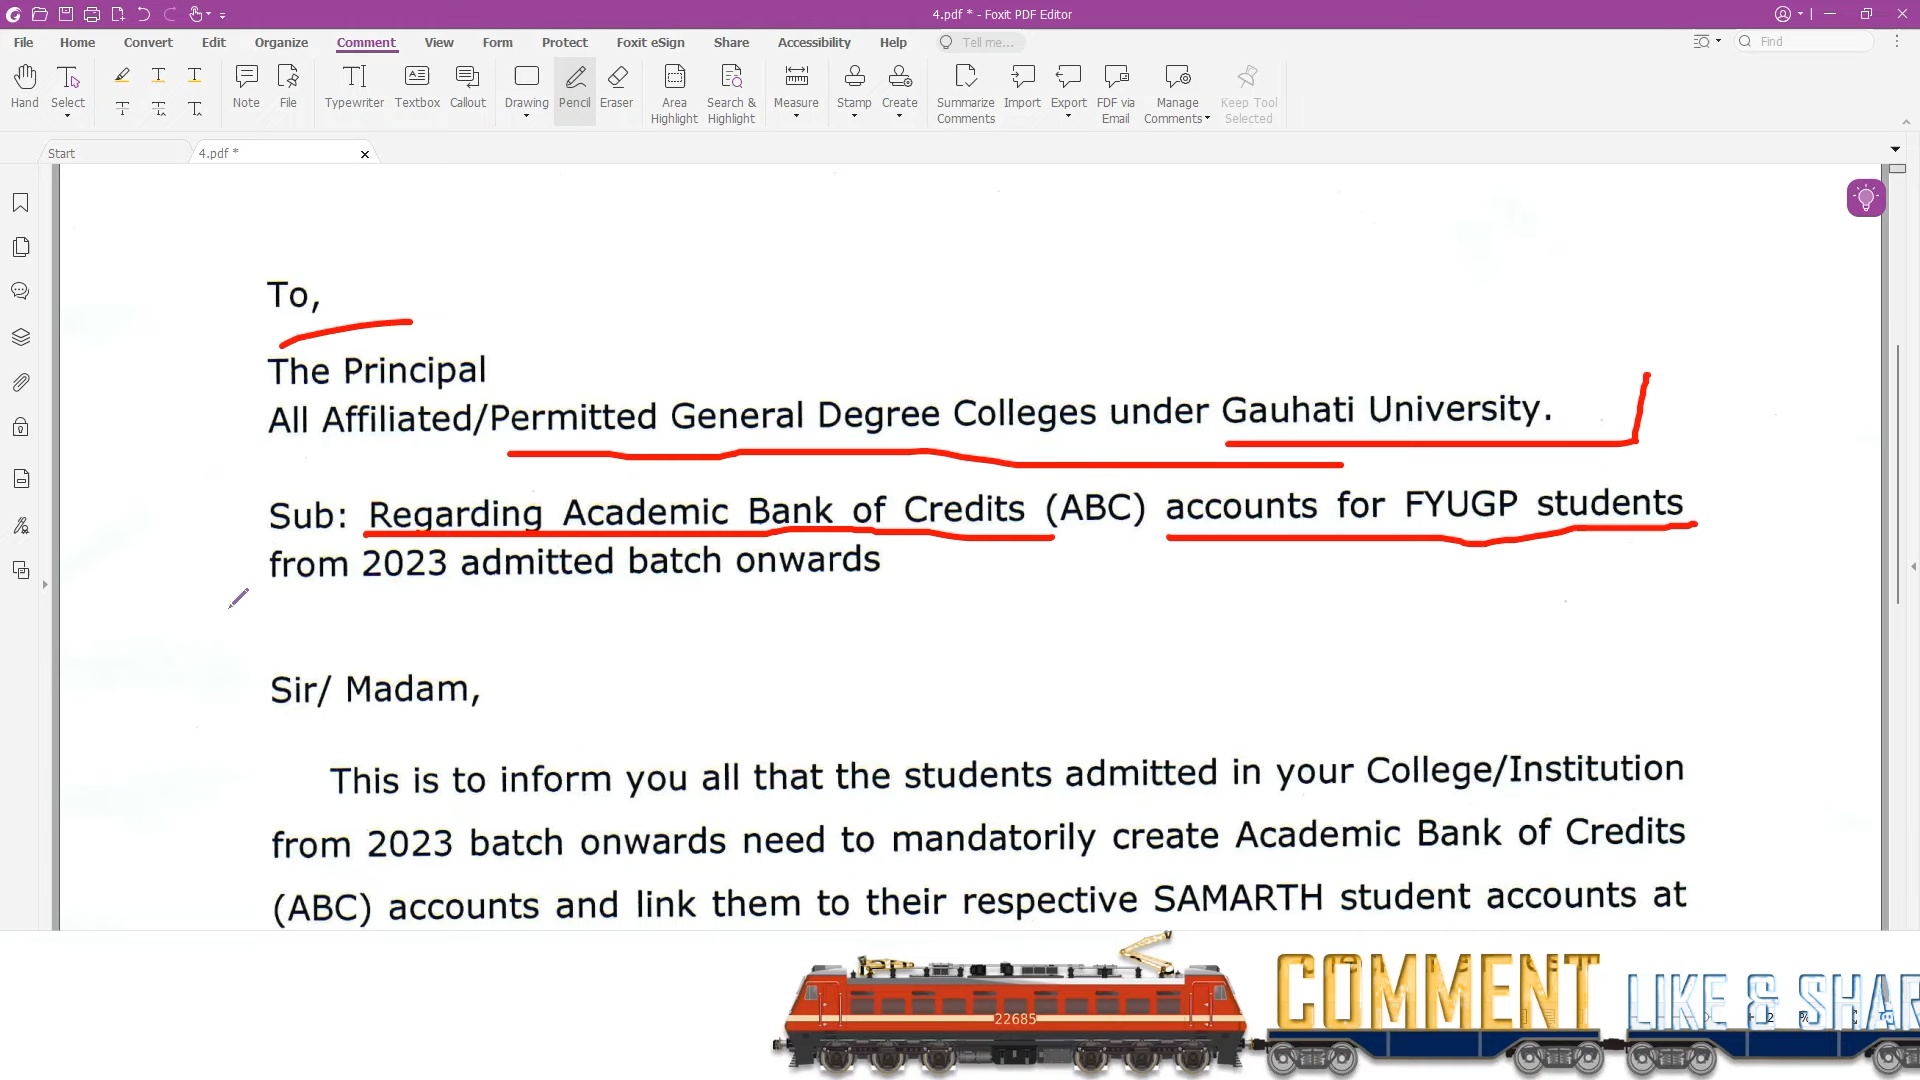 4.pdf * - Foxit PDF Editor
File Home Convert Edit Organize Comment View Form Protect Foxit eSign Share Accessibility Help Tell me... Find
Hand Select Note File Typewriter Textbox Callout Drawing Pencil Eraser Area Highlight Search & Highlight Measure Stamp Create Summarize Comments Import Export FDF via Email Manage Comments Keep Tool Selected
Start 4.pdf *
To,
The Principal
All Affiliated/Permitted General Degree Colleges under Gauhati University.
Sub: Regarding Academic Bank of Credits (ABC) accounts for FYUGP students
from 2023 admitted batch onwards
Sir/ Madam,
This is to inform you all that the students admitted in your College/Institution
from 2023 batch onwards need to mandatorily create Academic Bank of Credits
(ABC) accounts and link them to their respective SAMARTH student accounts at
COMMENT LIKE & SHAR
22685